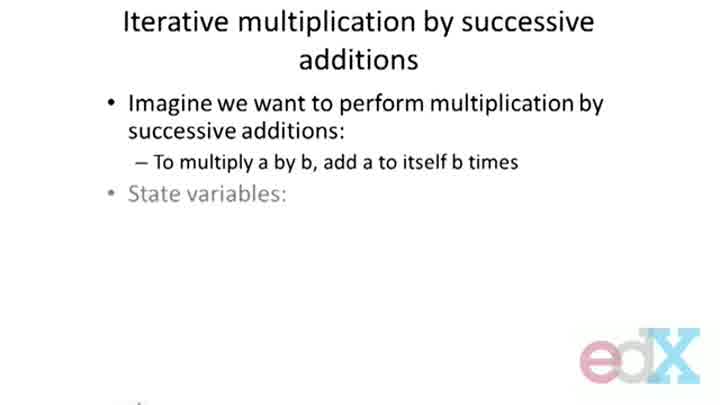 Iterative multiplication by successive
additions
• Imagine we want to perform multiplication by
successive additions:
– To multiply a by b, add a to itself b times
• State variables:
edX